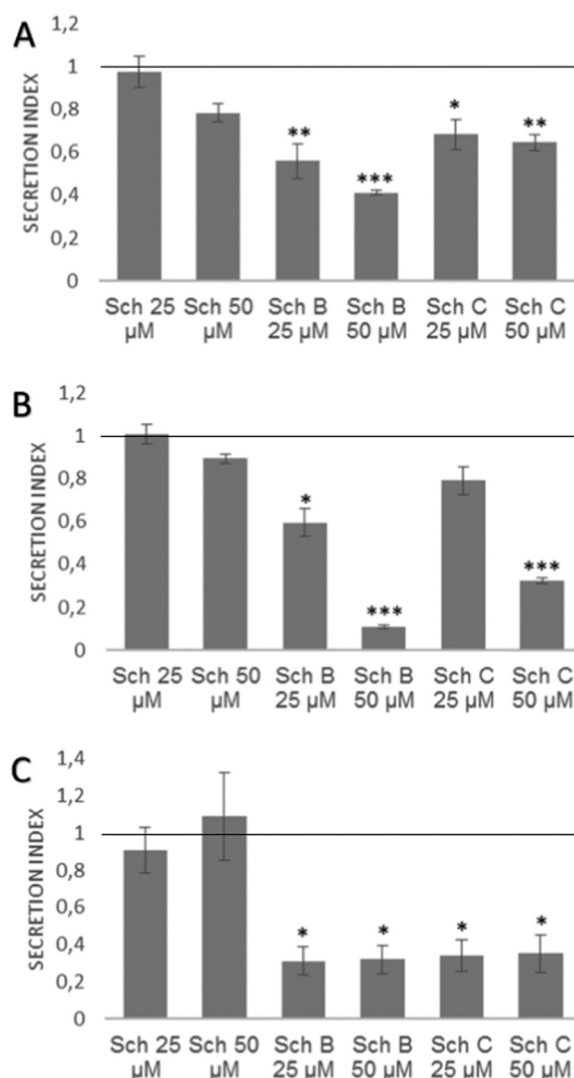 A
SECRETION INDEX
1,2
1
0,8
0,6
0,4
0,2
0
** *** * **
Sch 25 µM
Sch 50 µM
Sch B 25 µM
Sch B 50 µM
Sch C 25 µM
Sch C 50 µM
B
SECRETION INDEX
1,2
1
0,8
0,6
0,4
0,2
0
* *** ***
Sch 25 µM
Sch 50 µM
Sch B 25 µM
Sch B 50 µM
Sch C 25 µM
Sch C 50 µM
C
SECRETION INDEX
1,4
1,2
1
0,8
0,6
0,4
0,2
0
* * * *
Sch 25 µM
Sch 50 µM
Sch B 25 µM
Sch B 50 µM
Sch C 25 µM
Sch C 50 µM